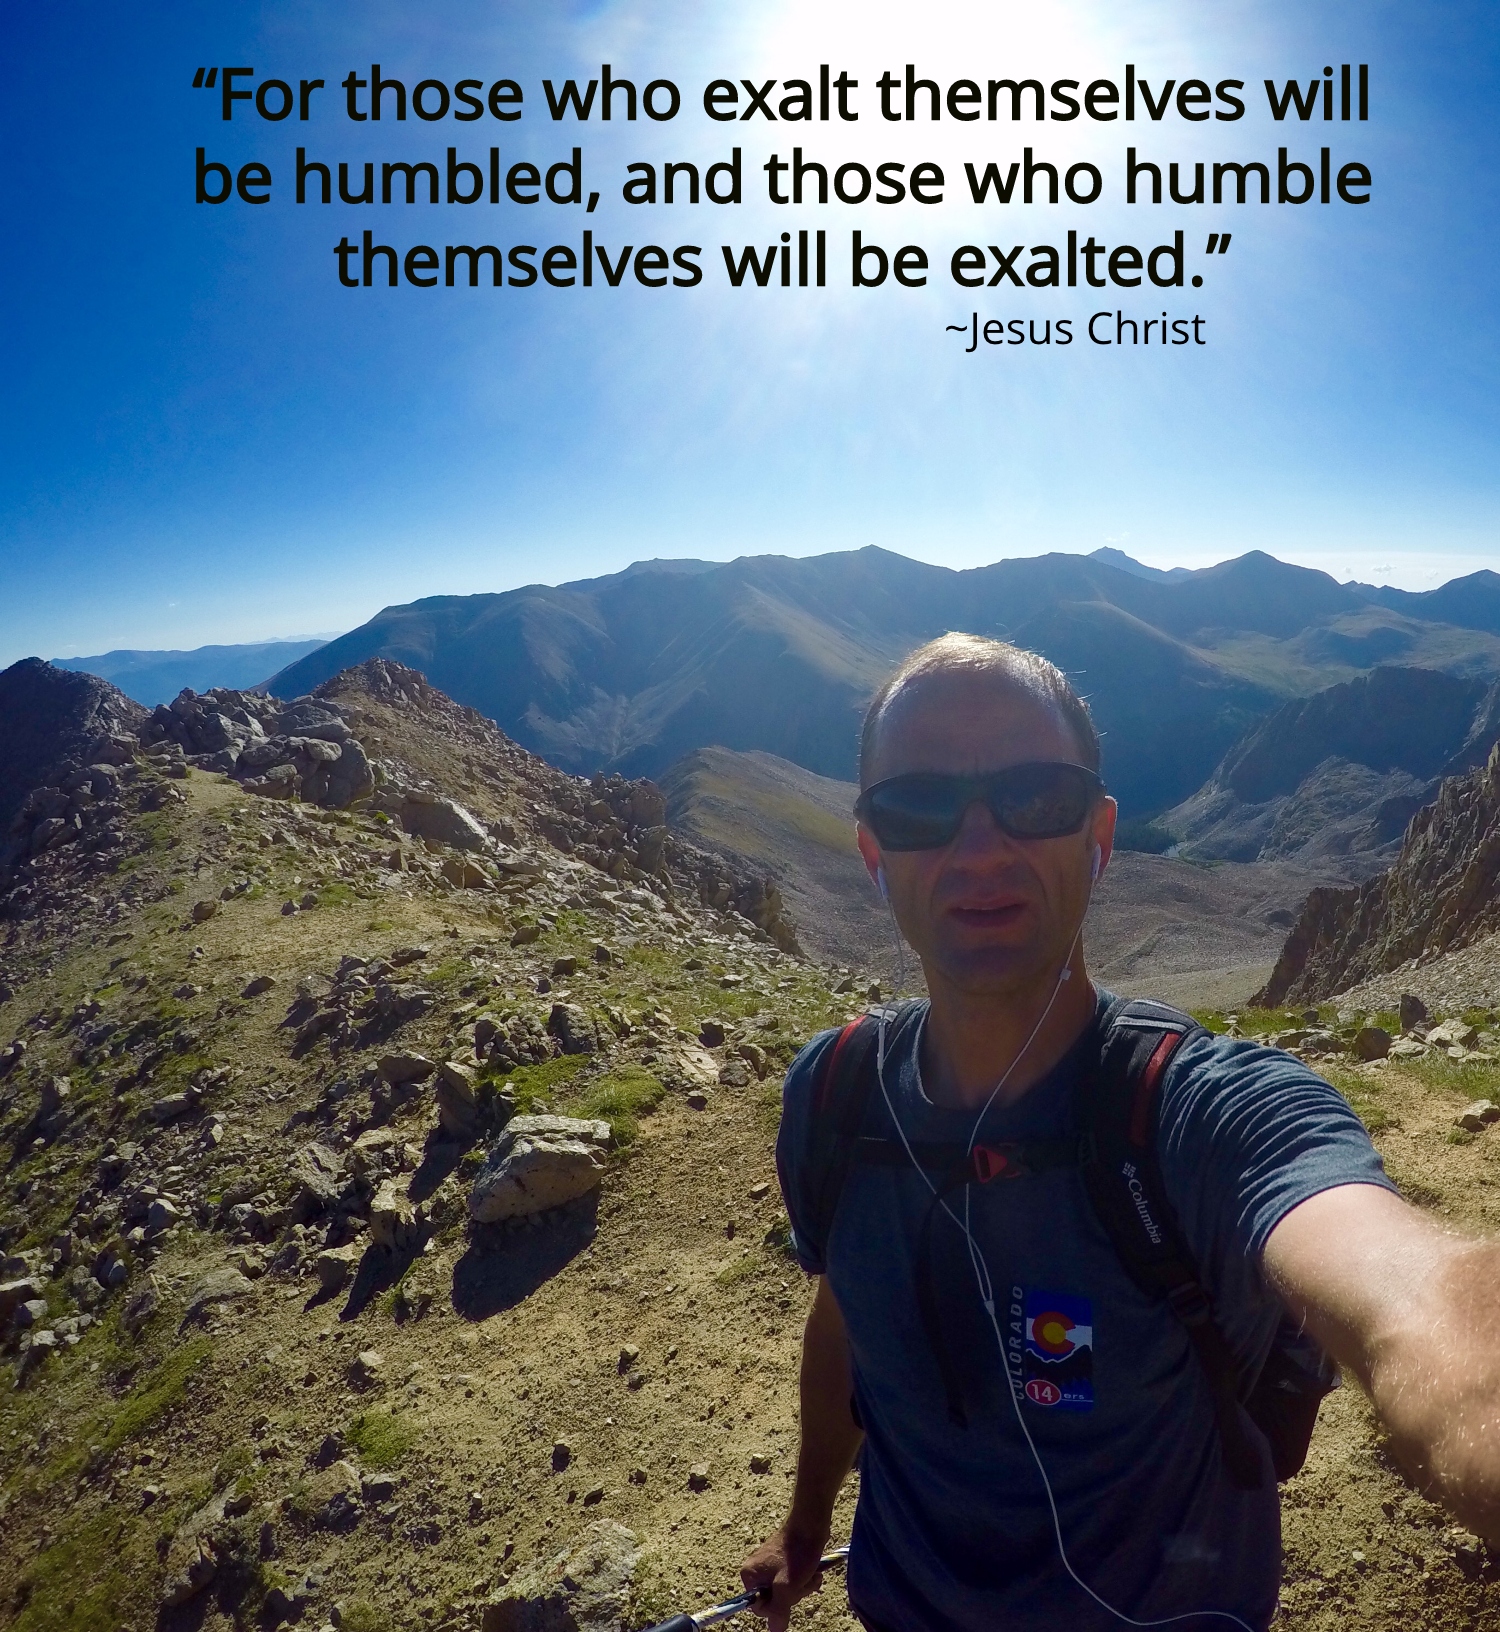 “For those who exalt themselves will
be humbled, and those who humble
themselves will be exalted.”
~Jesus Christ
Columbia
COLORADO
14ers